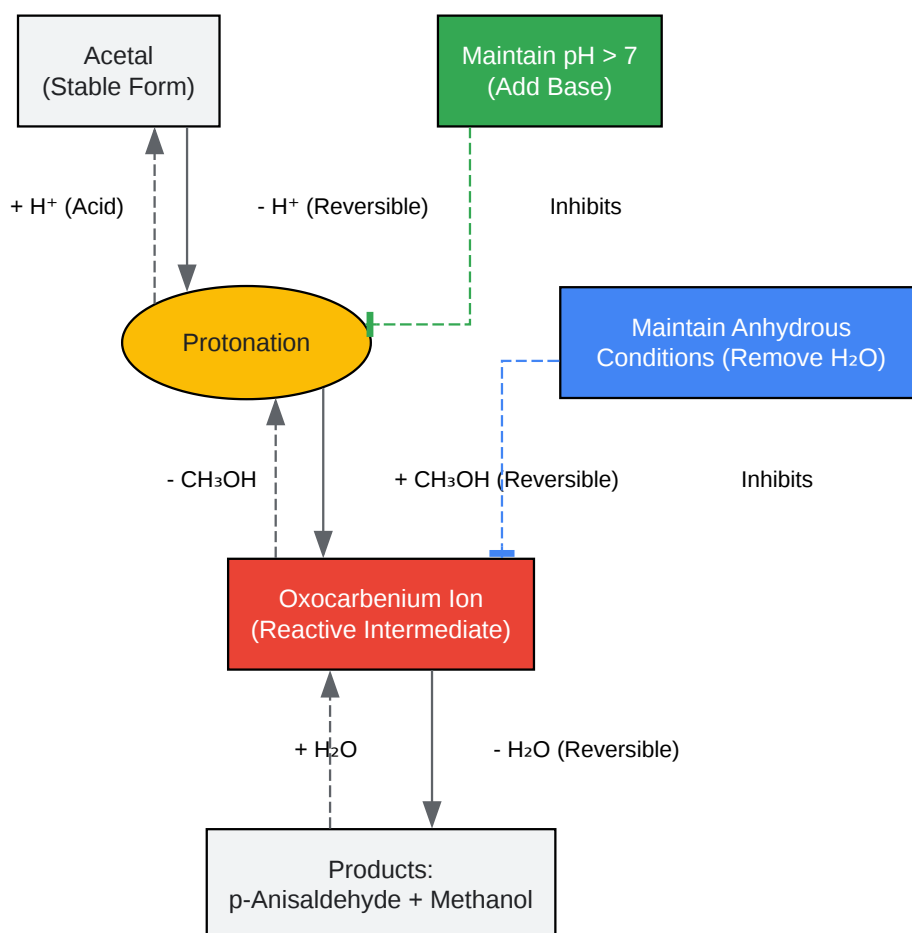 Acetal
(Stable Form)
Maintain pH > 7
(Add Base)
+ H⁺ (Acid)
- H⁺ (Reversible)
Inhibits
Protonation
Maintain Anhydrous
Conditions (Remove H₂O)
- CH₃OH
+ CH₃OH (Reversible)
Inhibits
Oxocarbenium Ion
(Reactive Intermediate)
+ H₂O
- H₂O (Reversible)
Products:
p-Anisaldehyde + Methanol